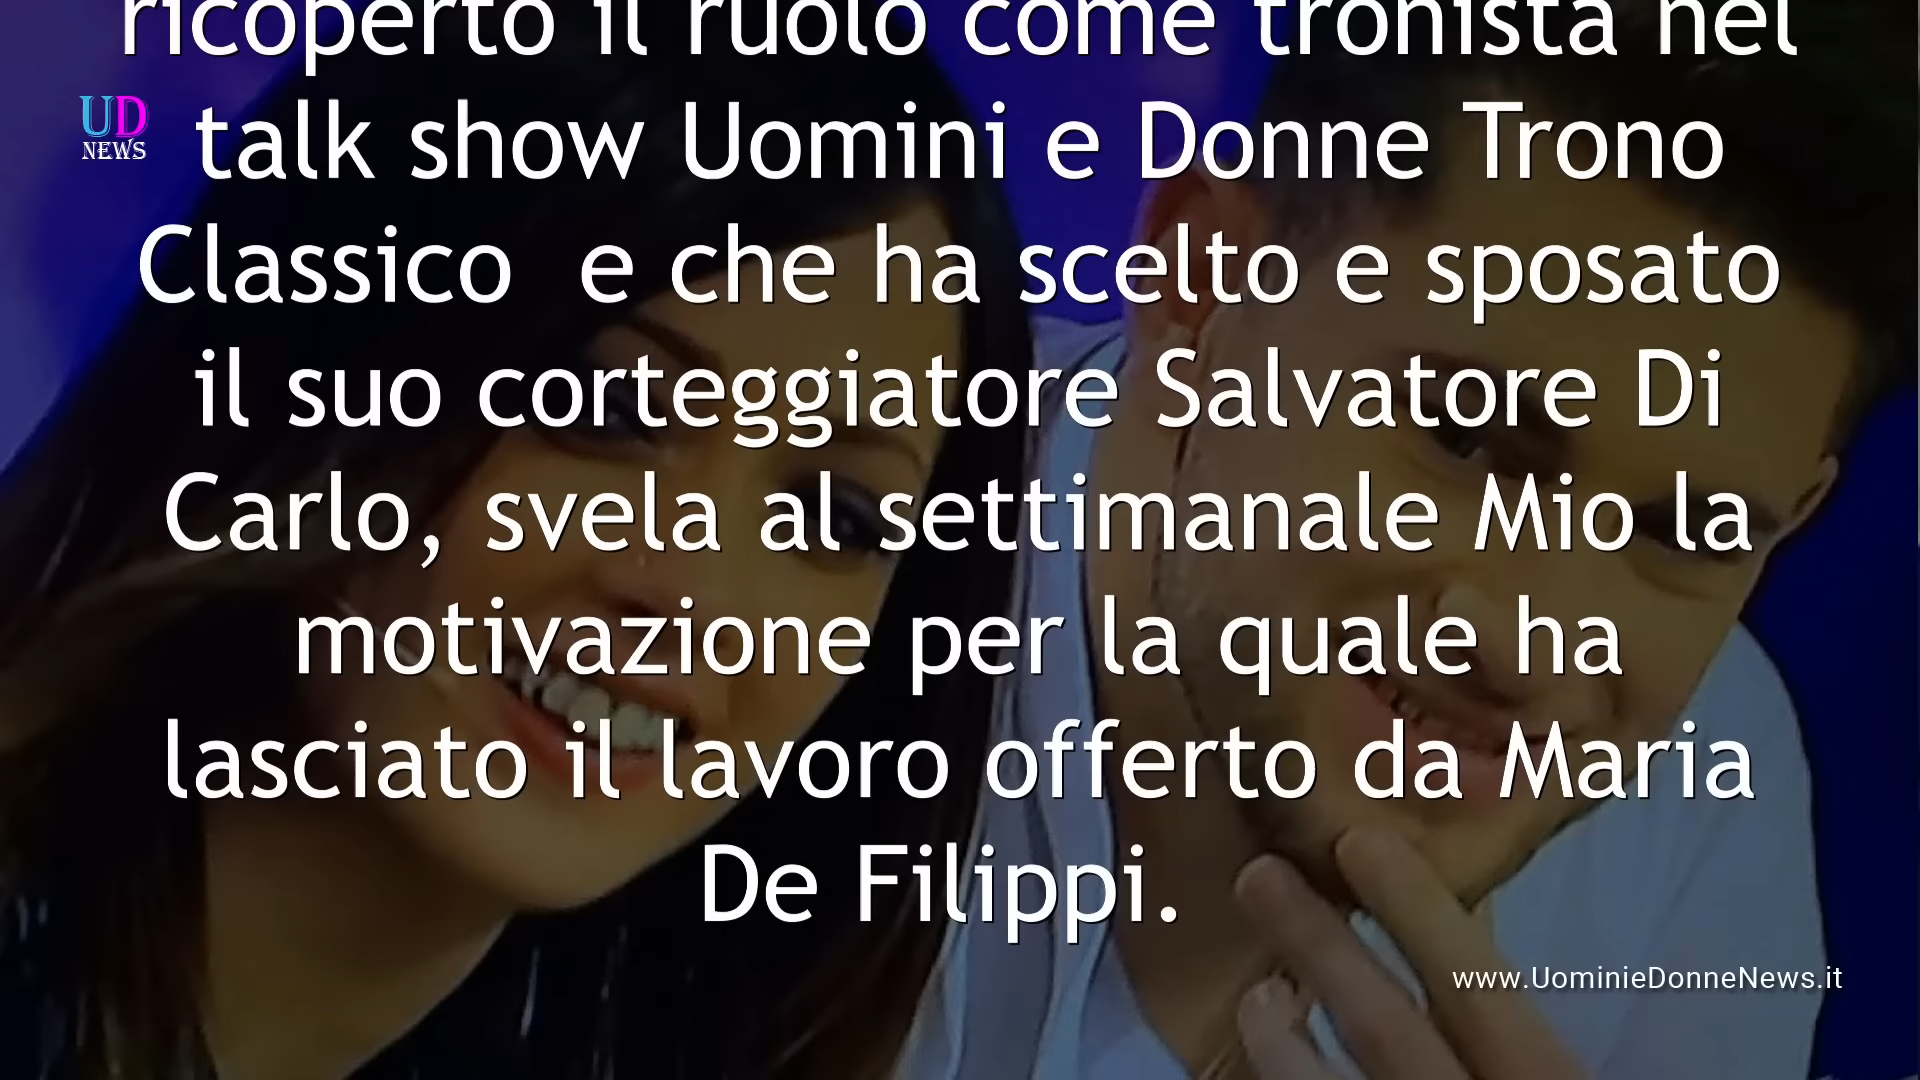 ricoperto il ruolo come tronista nel
UD
NEWS
talk show Uomini e Donne Trono
Classico  e che ha scelto e sposato
il suo corteggiatore Salvatore Di
Carlo, svela al settimanale Mio la
motivazione per la quale ha
lasciato il lavoro offerto da Maria
De Filippi.
www.UominieDonneNews.it